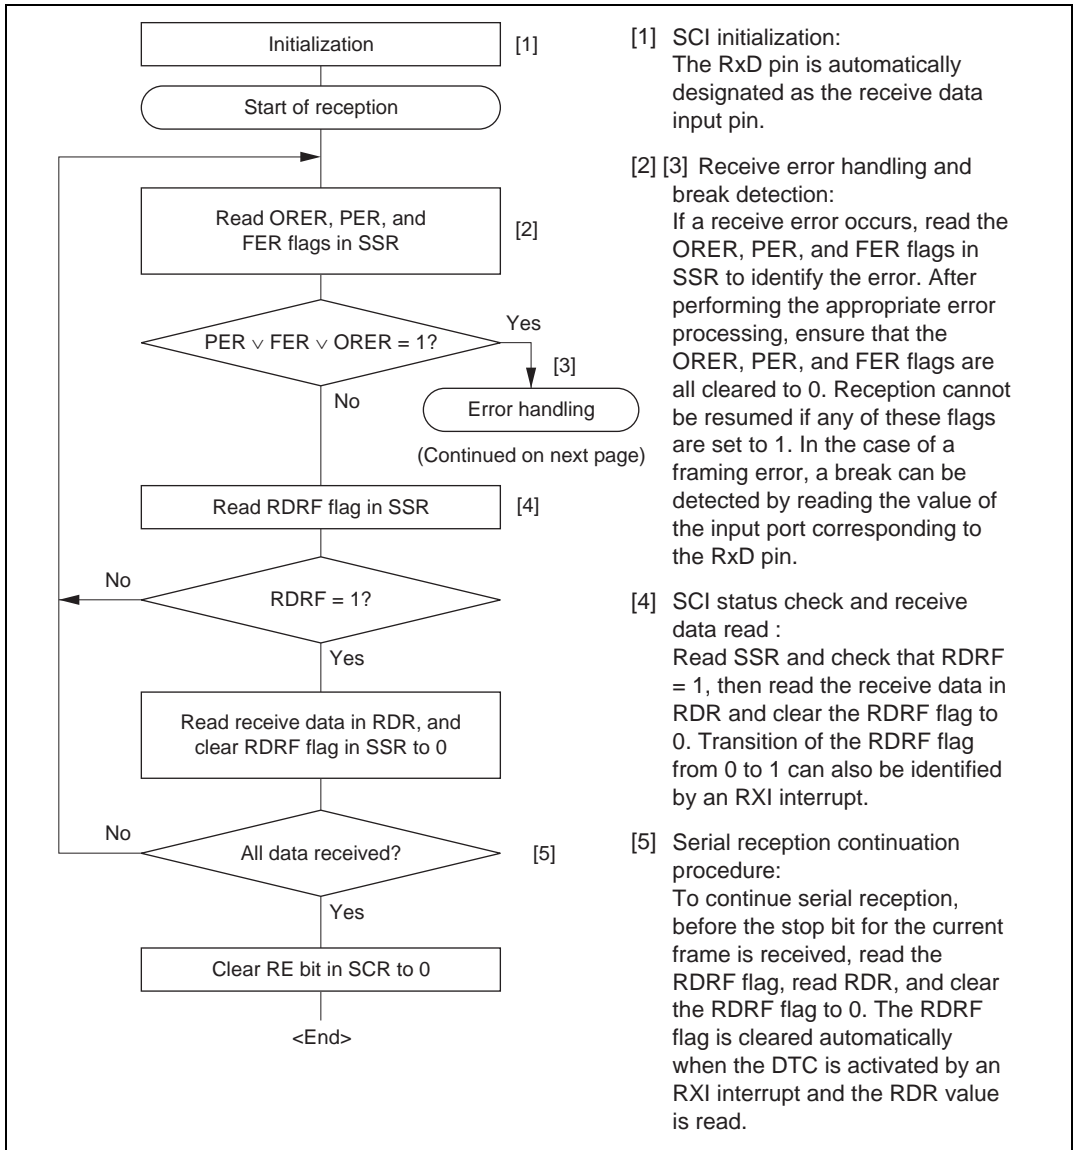 Initialization
[1]
Start of reception
Read ORER, PER, and
FER flags in SSR
[2]
PER ∨ FER ∨ ORER = 1?
Yes
[3]
No
Error handling
(Continued on next page)
Read RDRF flag in SSR
[4]
No
RDRF = 1?
Yes
Read receive data in RDR, and
clear RDRF flag in SSR to 0
No
All data received?
[5]
Yes
Clear RE bit in SCR to 0
<End>
[1] SCI initialization:
The RxD pin is automatically
designated as the receive data
input pin.
[2] [3] Receive error handling and
break detection:
If a receive error occurs, read the
ORER, PER, and FER flags in
SSR to identify the error. After
performing the appropriate error
processing, ensure that the
ORER, PER, and FER flags are
all cleared to 0. Reception cannot
be resumed if any of these flags
are set to 1. In the case of a
framing error, a break can be
detected by reading the value of
the input port corresponding to
the RxD pin.
[4] SCI status check and receive
data read :
Read SSR and check that RDRF
= 1, then read the receive data in
RDR and clear the RDRF flag to
0. Transition of the RDRF flag
from 0 to 1 can also be identified
by an RXI interrupt.
[5] Serial reception continuation
procedure:
To continue serial reception,
before the stop bit for the current
frame is received, read the
RDRF flag, read RDR, and clear
the RDRF flag to 0. The RDRF
flag is cleared automatically
when the DTC is activated by an
RXI interrupt and the RDR value
is read.